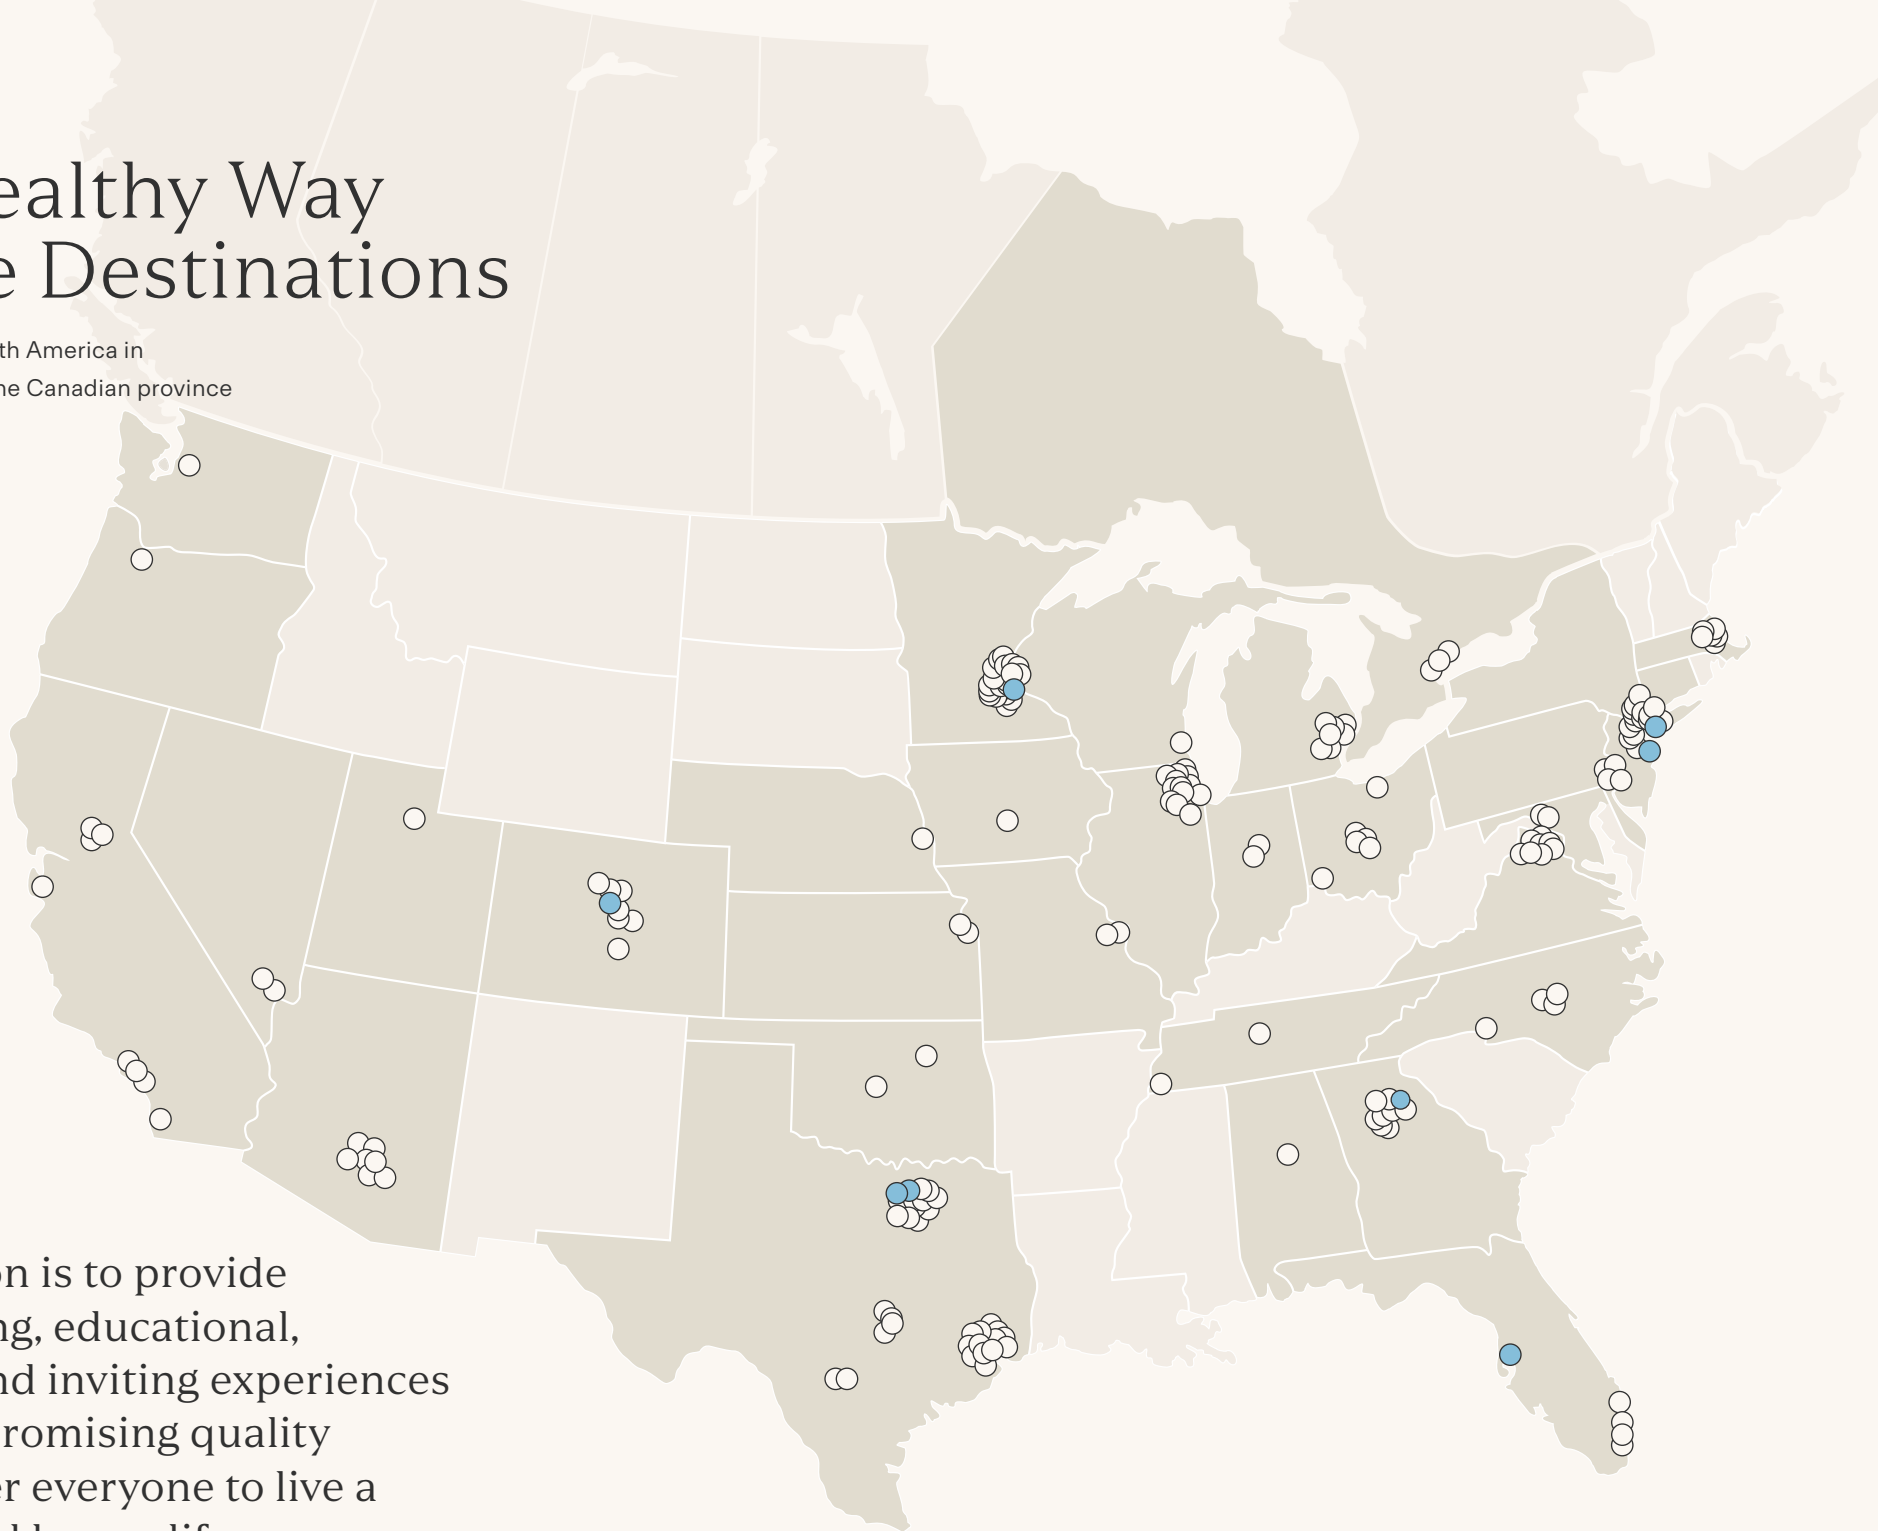 ealthy Way
e Destinations
th America in
ne Canadian province
on is to provide
ng, educational,
nd inviting experiences
romising quality
er everyone to live a